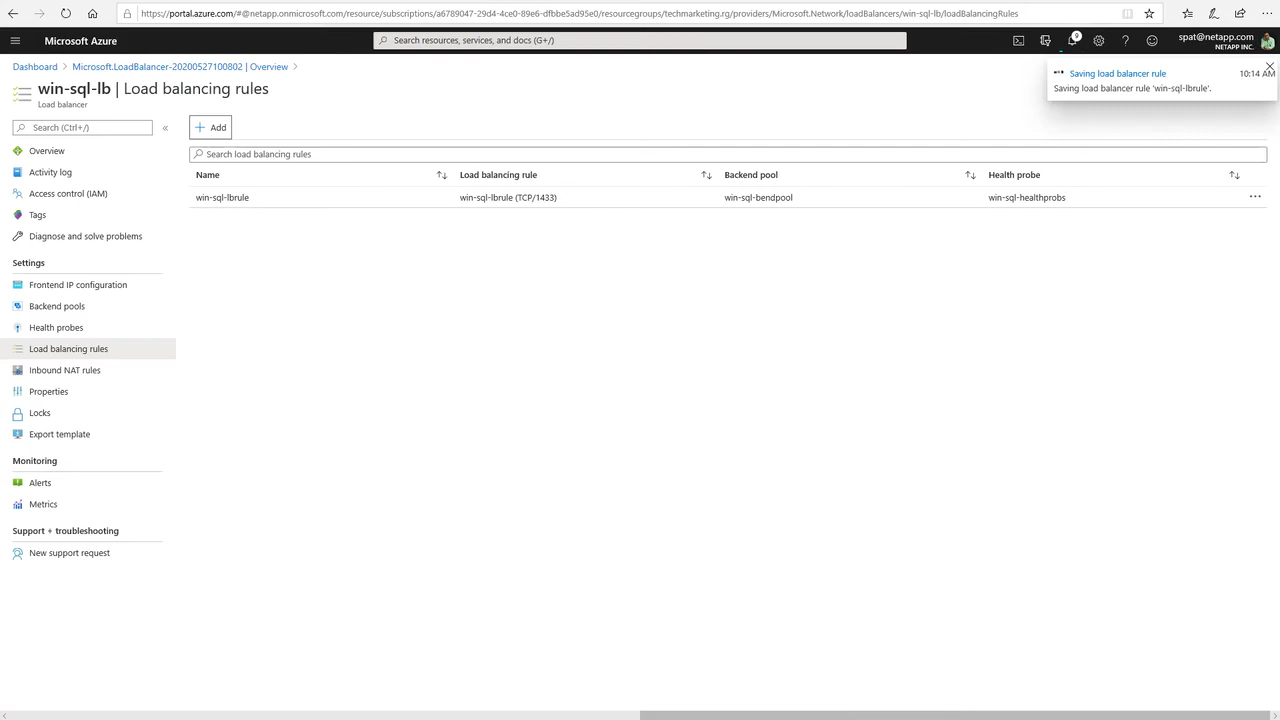 https://portal.azure.com/#@netapp.onmicrosoft.com/resource/subscriptions/a6789047-29d4-4ce0-89e6-dfbbe5ad95e0/resourcegroups/techmarketing.rg/providers/Microsoft.Network/loadBalancers/win-sql-lb/loadBalancingRules
Microsoft Azure
Search resources, services, and docs (G+/)
9
spat@netapp.com
NETAPP INC.
Dashboard
Microsoft.LoadBalancer-20200527100802 | Overview
Saving load balancer rule
10:14 AM
Saving load balancer rule 'win-sql-lbrule'.
win-sql-lb | Load balancing rules
Load balancer
Search (Ctrl+/)
«
Add
Search load balancing rules
Name
Load balancing rule
Backend pool
Health probe
win-sql-lbrule
win-sql-lbrule (TCP/1433)
win-sql-bendpool
win-sql-healthprobs
Overview
Activity log
Access control (IAM)
Tags
Diagnose and solve problems
Settings
Frontend IP configuration
Backend pools
Health probes
Load balancing rules
Inbound NAT rules
Properties
Locks
Export template
Monitoring
Alerts
Metrics
Support + troubleshooting
New support request